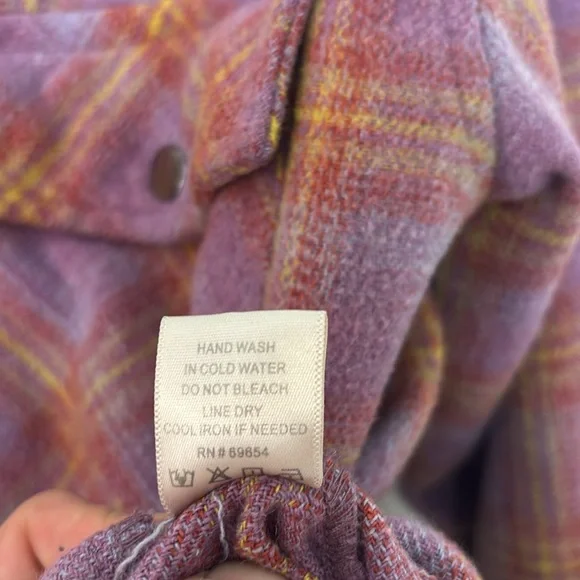 HAND WASH
IN COLD WATER
DO NOT BLEACH
LINE DRY
COOL IRON IF NEEDED
RN # 69654